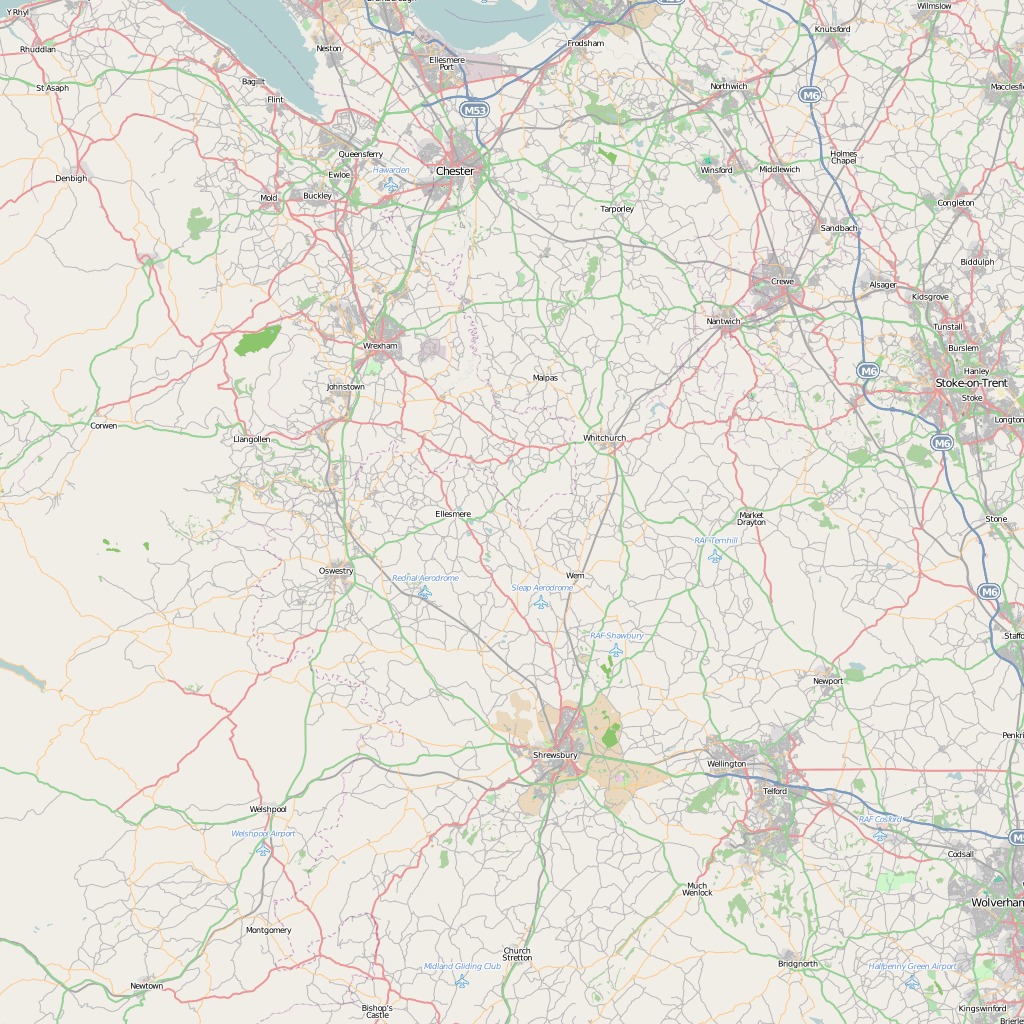 Y Rhyl
Neston
Wilmslow
Knutsford
Rhuddlan
Frodsham
Ellesmere
Port
St Asaph
Flint
Northwich
M6
M53
Queensferry
Holmes
Chapel
Denbigh
Ewloe
Hawarden
Chester
Winsford
Middlewich
Mold
Buckley
Tarporley
Congleton
Sandbach
Biddulph
Crewe
Alsager
Kidsgrove
Nantwich
Tunstall
Wrexham
Burslem
Malpas
M6
Hanley
Johnstown
Stoke-on-Trent
Stoke
Corwen
Llangollen
Whitchurch
M6
Ellesmere
Market
Drayton
Stone
RAF Ternhill
Oswestry
Rednal Aerodrome
Wem
Sleap Aerodrome
M6
RAF Shawbury
Newport
Shrewsbury
Wellington
Telford
Welshpool
Welshpool Airport
RAF Cosford
Codsall
Much
Wenlock
Montgomery
Church
Stretton
Midland Gliding Club
Bridgnorth
Halfpenny Green Airport
Newtown
Bishop's
Castle
Kingswinford